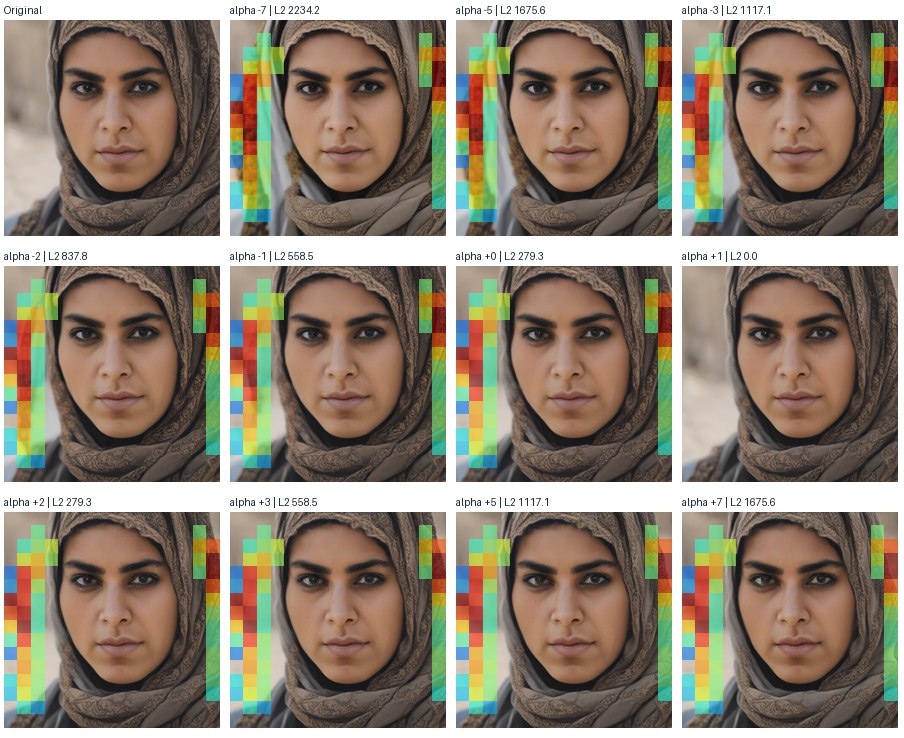 Original
alpha -7 | L2 2234.2
alpha -5 | L2 1675.6
alpha -3 | L2 1117.1
alpha -2 | L2 837.8
alpha -1 | L2 558.5
alpha +0 | L2 279.3
alpha +1 | L2 0.0
alpha +2 | L2 279.3
alpha +3 | L2 558.5
alpha +5 | L2 1117.1
alpha +7 | L2 1675.6